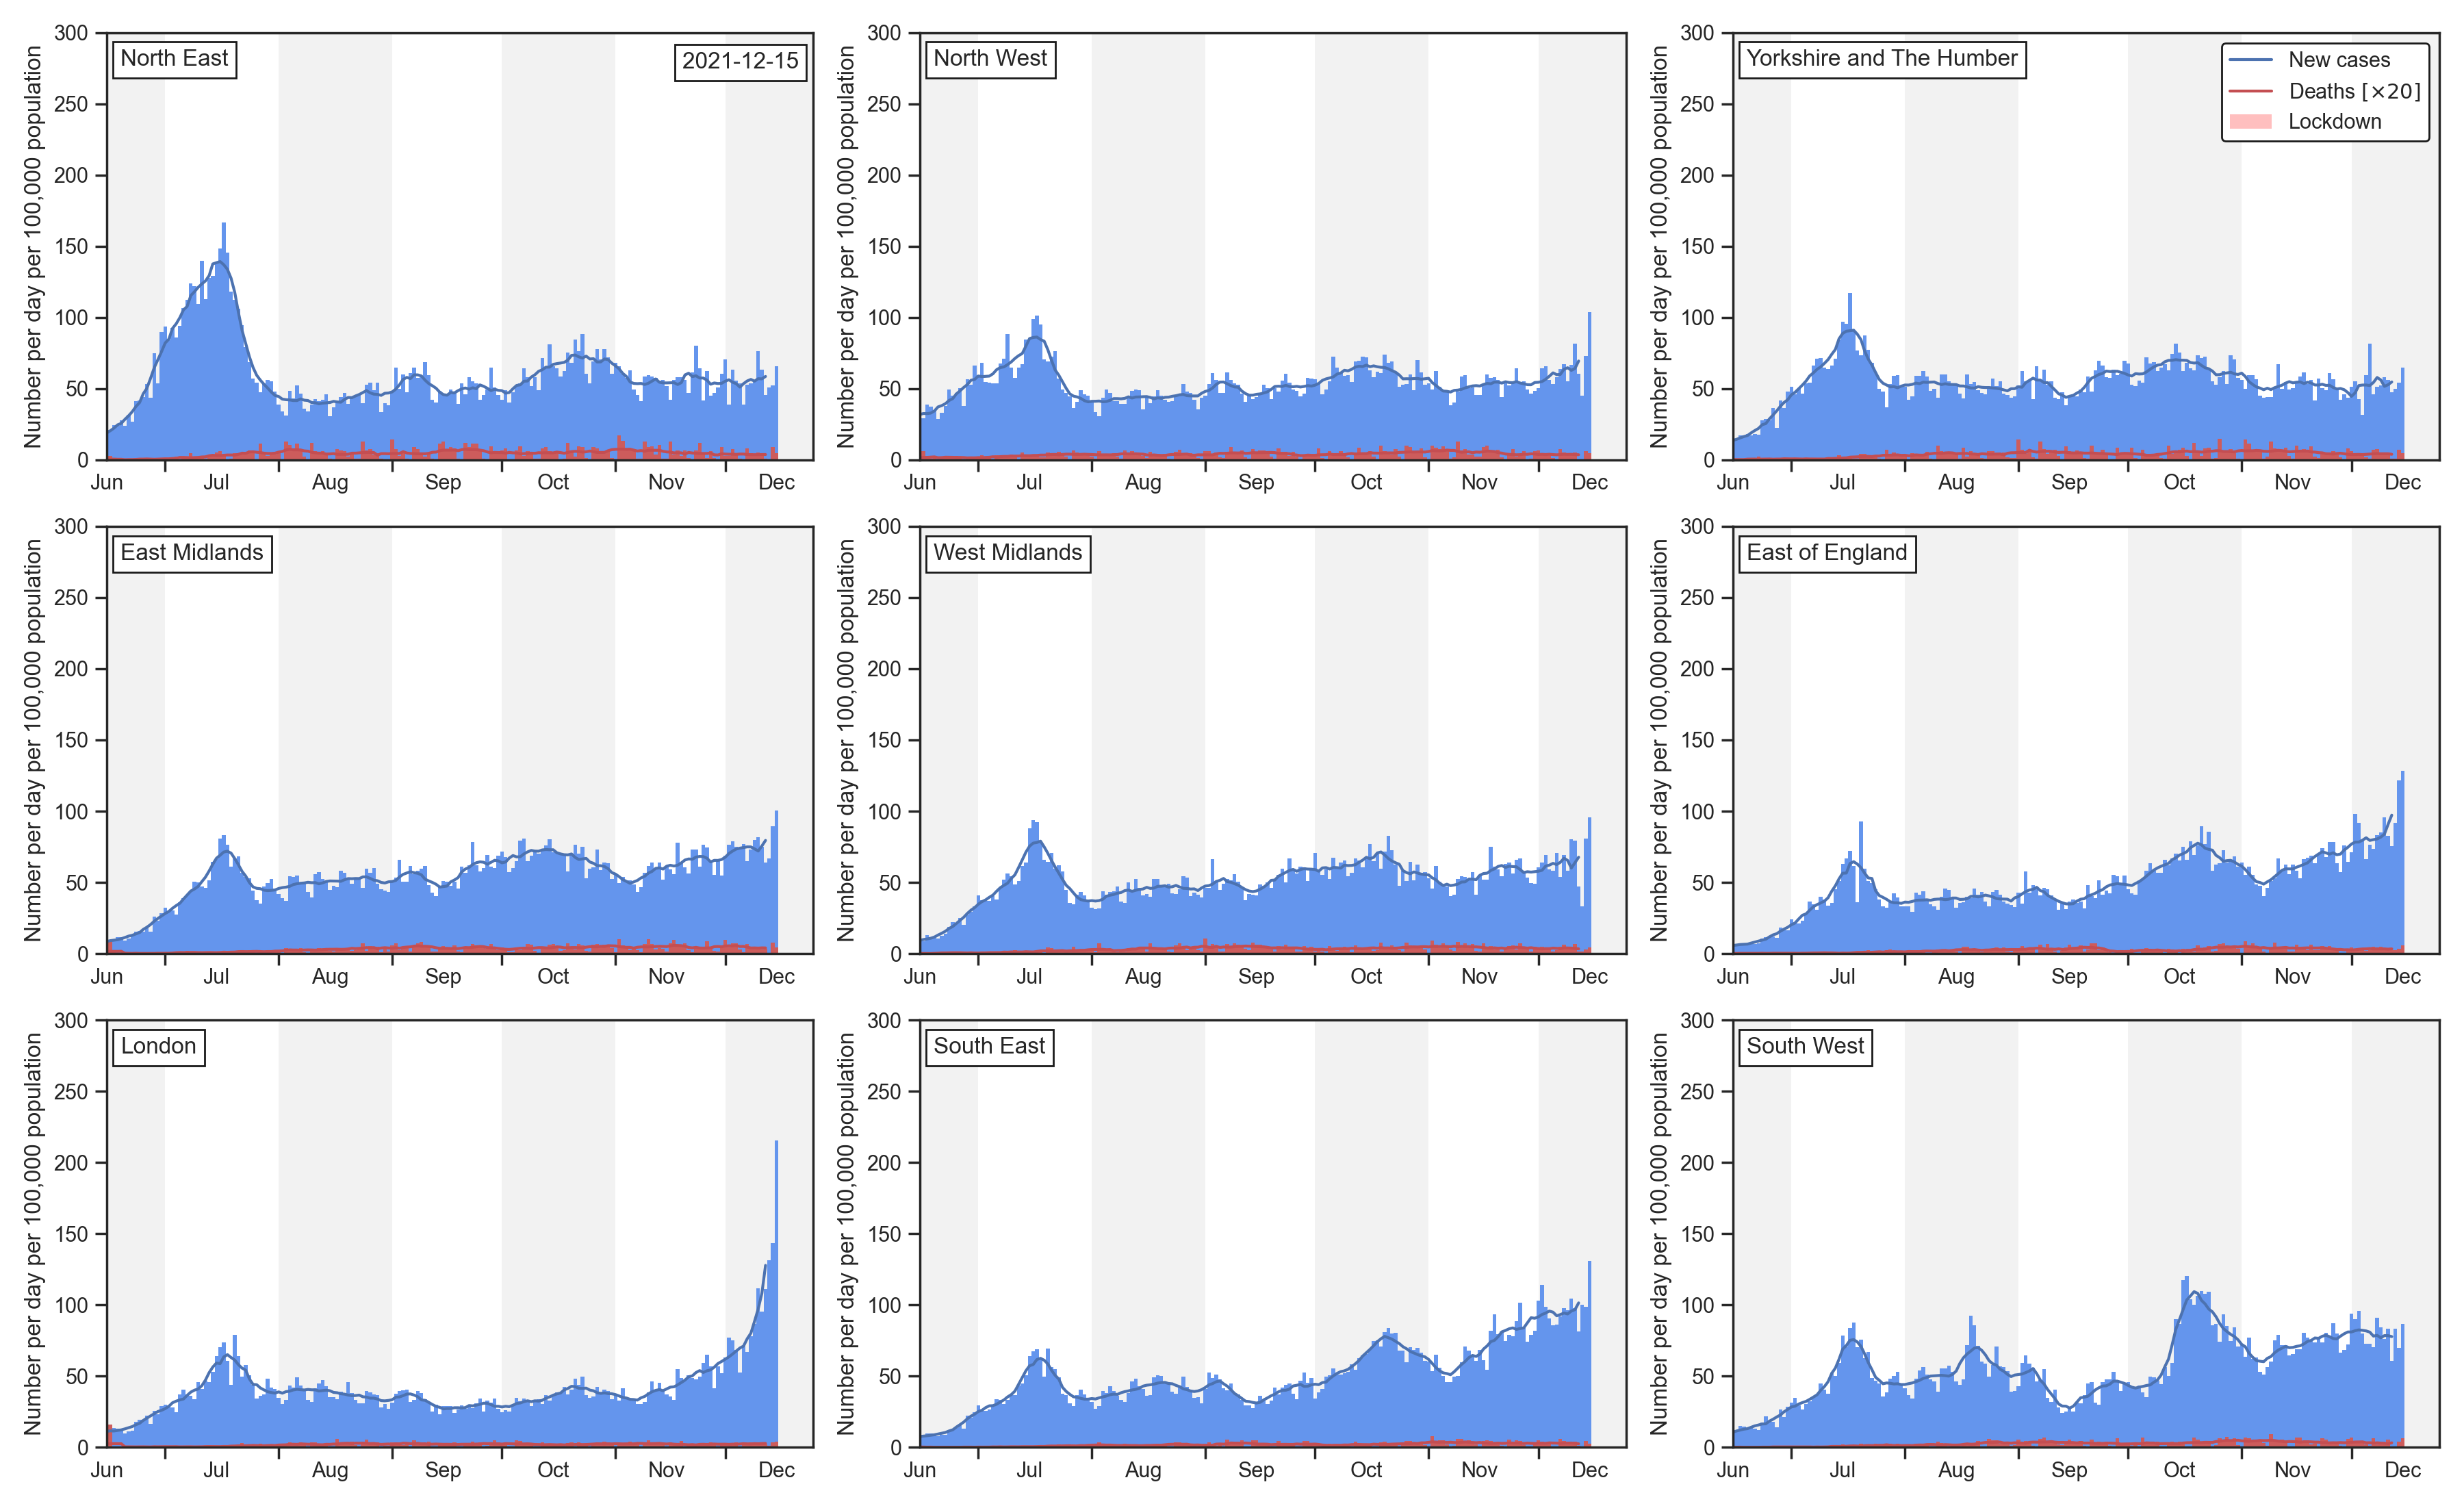 North East
2021-12-15
Number per day per 100,000 population
300
250
200
150
100
50
0
Jun Jul Aug Sep Oct Nov Dec
North West
Number per day per 100,000 population
300
250
200
150
100
50
0
Jun Jul Aug Sep Oct Nov Dec
Yorkshire and The Humber
New cases
Deaths [×20]
Lockdown
Number per day per 100,000 population
300
250
200
150
100
50
0
Jun Jul Aug Sep Oct Nov Dec
East Midlands
Number per day per 100,000 population
300
250
200
150
100
50
0
Jun Jul Aug Sep Oct Nov Dec
West Midlands
Number per day per 100,000 population
300
250
200
150
100
50
0
Jun Jul Aug Sep Oct Nov Dec
East of England
Number per day per 100,000 population
300
250
200
150
100
50
0
Jun Jul Aug Sep Oct Nov Dec
London
Number per day per 100,000 population
300
250
200
150
100
50
0
Jun Jul Aug Sep Oct Nov Dec
South East
Number per day per 100,000 population
300
250
200
150
100
50
0
Jun Jul Aug Sep Oct Nov Dec
South West
Number per day per 100,000 population
300
250
200
150
100
50
0
Jun Jul Aug Sep Oct Nov Dec